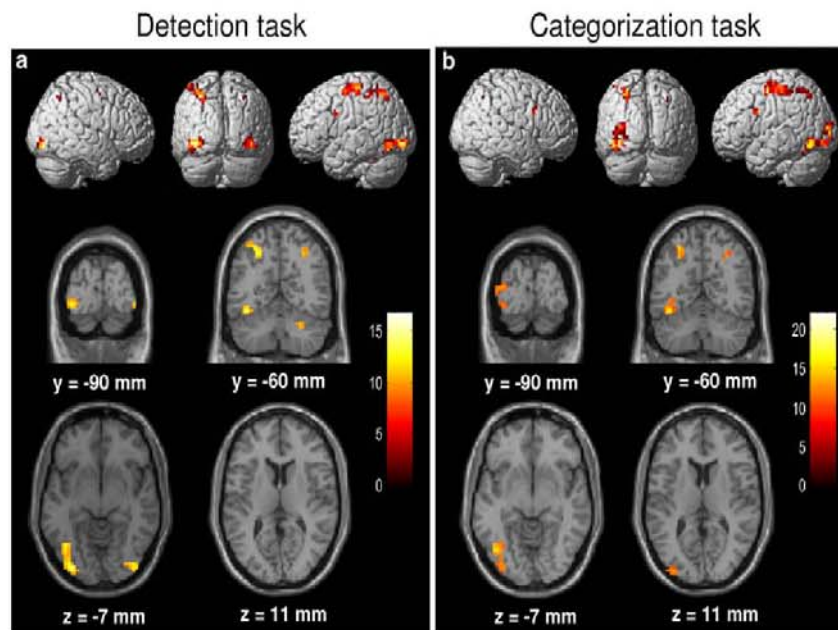 Detection task
Categorization task
a
b
y = -90 mm
y = -60 mm
15
10
5
0
y = -90 mm
y = -60 mm
20
15
10
5
0
z = -7 mm
z = 11 mm
z = -7 mm
z = 11 mm